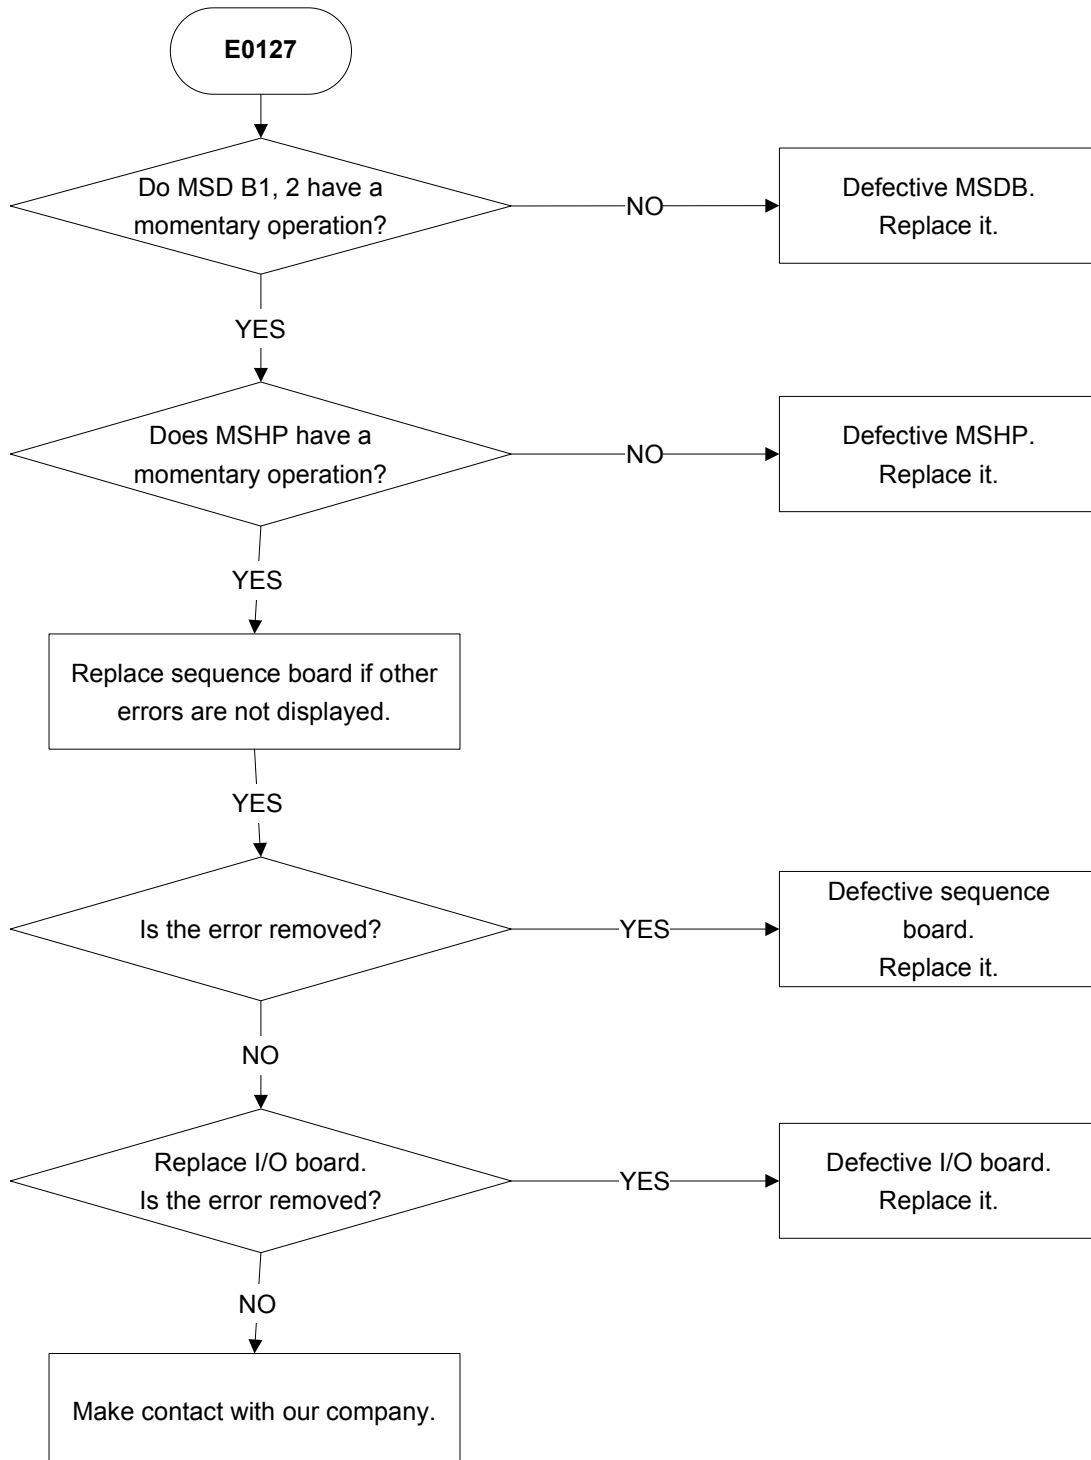 E0127
Do MSD B1, 2 have a
momentary operation?
NO
Defective MSDB.
Replace it.
YES
Does MSHP have a
momentary operation?
NO
Defective MSHP.
Replace it.
YES
Replace sequence board if other
errors are not displayed.
YES
Is the error removed?
YES
Defective sequence
board.
Replace it.
NO
Replace I/O board.
Is the error removed?
YES
Defective I/O board.
Replace it.
NO
Make contact with our company.